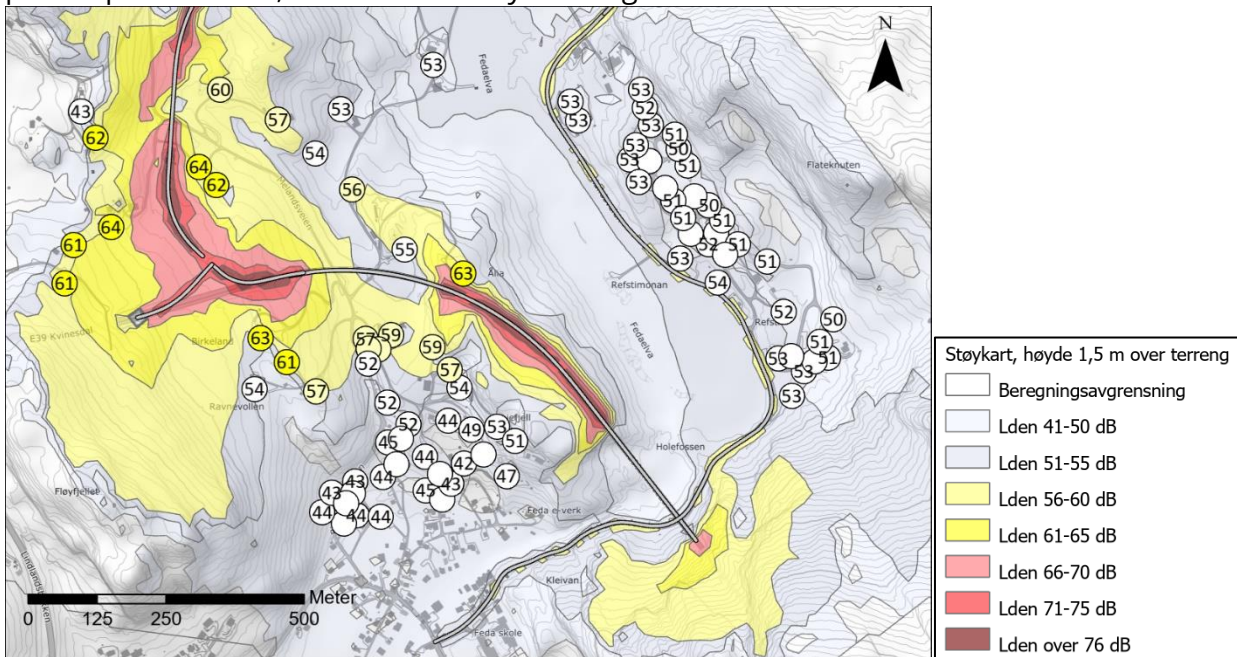 N
53
Fedaelva
60
43
57
53
62
54
64
62
Melandsveien
56
64
61
55
61
63
Ålia
53
53
53
52
53
51
53
50
53
51
53
Flateknuten
51
50
51
51
52
51
53
51
54
Refstimonan
Fedaelva
52
50
51
53
51
53
53
E39 Kvinesdal
Birkeland
63
61
57
59
52
59
57
54
54
Ravnevollen
57
52
52
44
49
53
51
45
44
42
47
44
43
43
45
43
44
44
44
Holefossen
Fløyfjellet
Feda e-verk
Kleivan
Feda skole
Meter
0 125 250 500
Støykart, høyde 1,5 m over terreng
Beregningsavgrensning
Lden 41-50 dB
Lden 51-55 dB
Lden 56-60 dB
Lden 61-65 dB
Lden 66-70 dB
Lden 71-75 dB
Lden over 76 dB